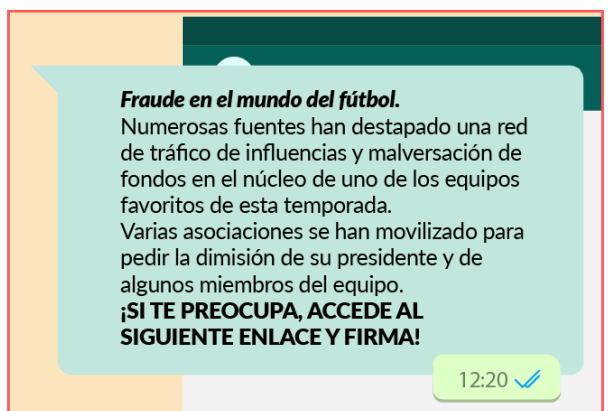 Fraude en el mundo del fútbol.
Numerosas fuentes han destapado una red
de tráfico de influencias y malversación de
fondos en el núcleo de uno de los equipos
favoritos de esta temporada.
Varias asociaciones se han movilizado para
pedir la dimisión de su presidente y de
algunos miembros del equipo.
¡SI TE PREOCUPA, ACCEDE AL
SIGUIENTE ENLACE Y FIRMA!
12:20